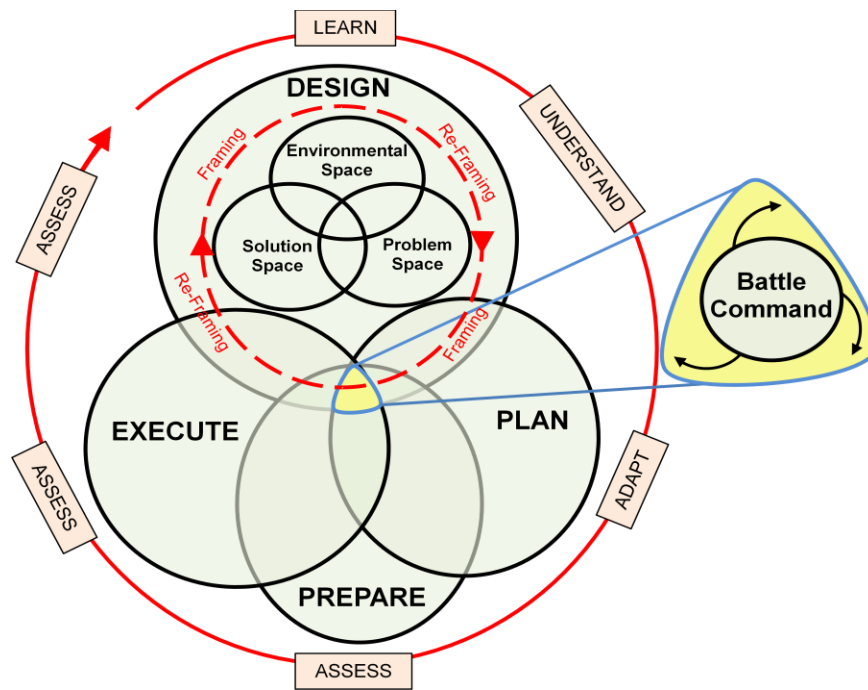 LEARN
DESIGN
Framing
Re-Framing
Environmental
Space
UNDERSTAND
ASSESS
Solution
Space
Problem
Space
Re-Framing
Framing
Battle
Command
EXECUTE
PLAN
ASSESS
ADAPT
PREPARE
ASSESS